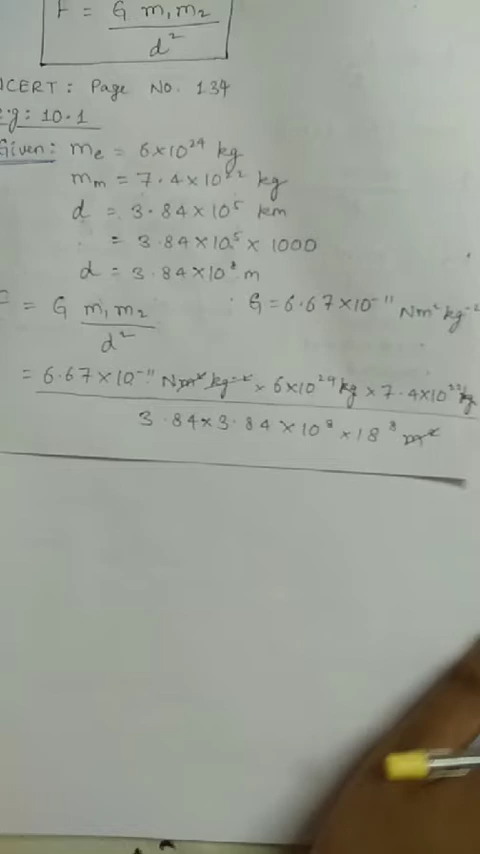 F = G m₁m₂ / d²
NCERT: Page No. 134
e.g: 10.1
Given: me = 6×10²⁴ kg
mm = 7.4×10²² kg
d = 3.84×10⁵ km
= 3.84×10⁵ × 1000
d = 3.84×10⁸ m
F = G m₁m₂ / d² G = 6.67×10⁻¹¹ Nm² kg⁻²
= 6.67×10⁻¹¹ Nm² kg⁻² × 6×10²⁴ kg × 7.4×10²² kg
3.84×3.84×10⁸×18⁸ m²